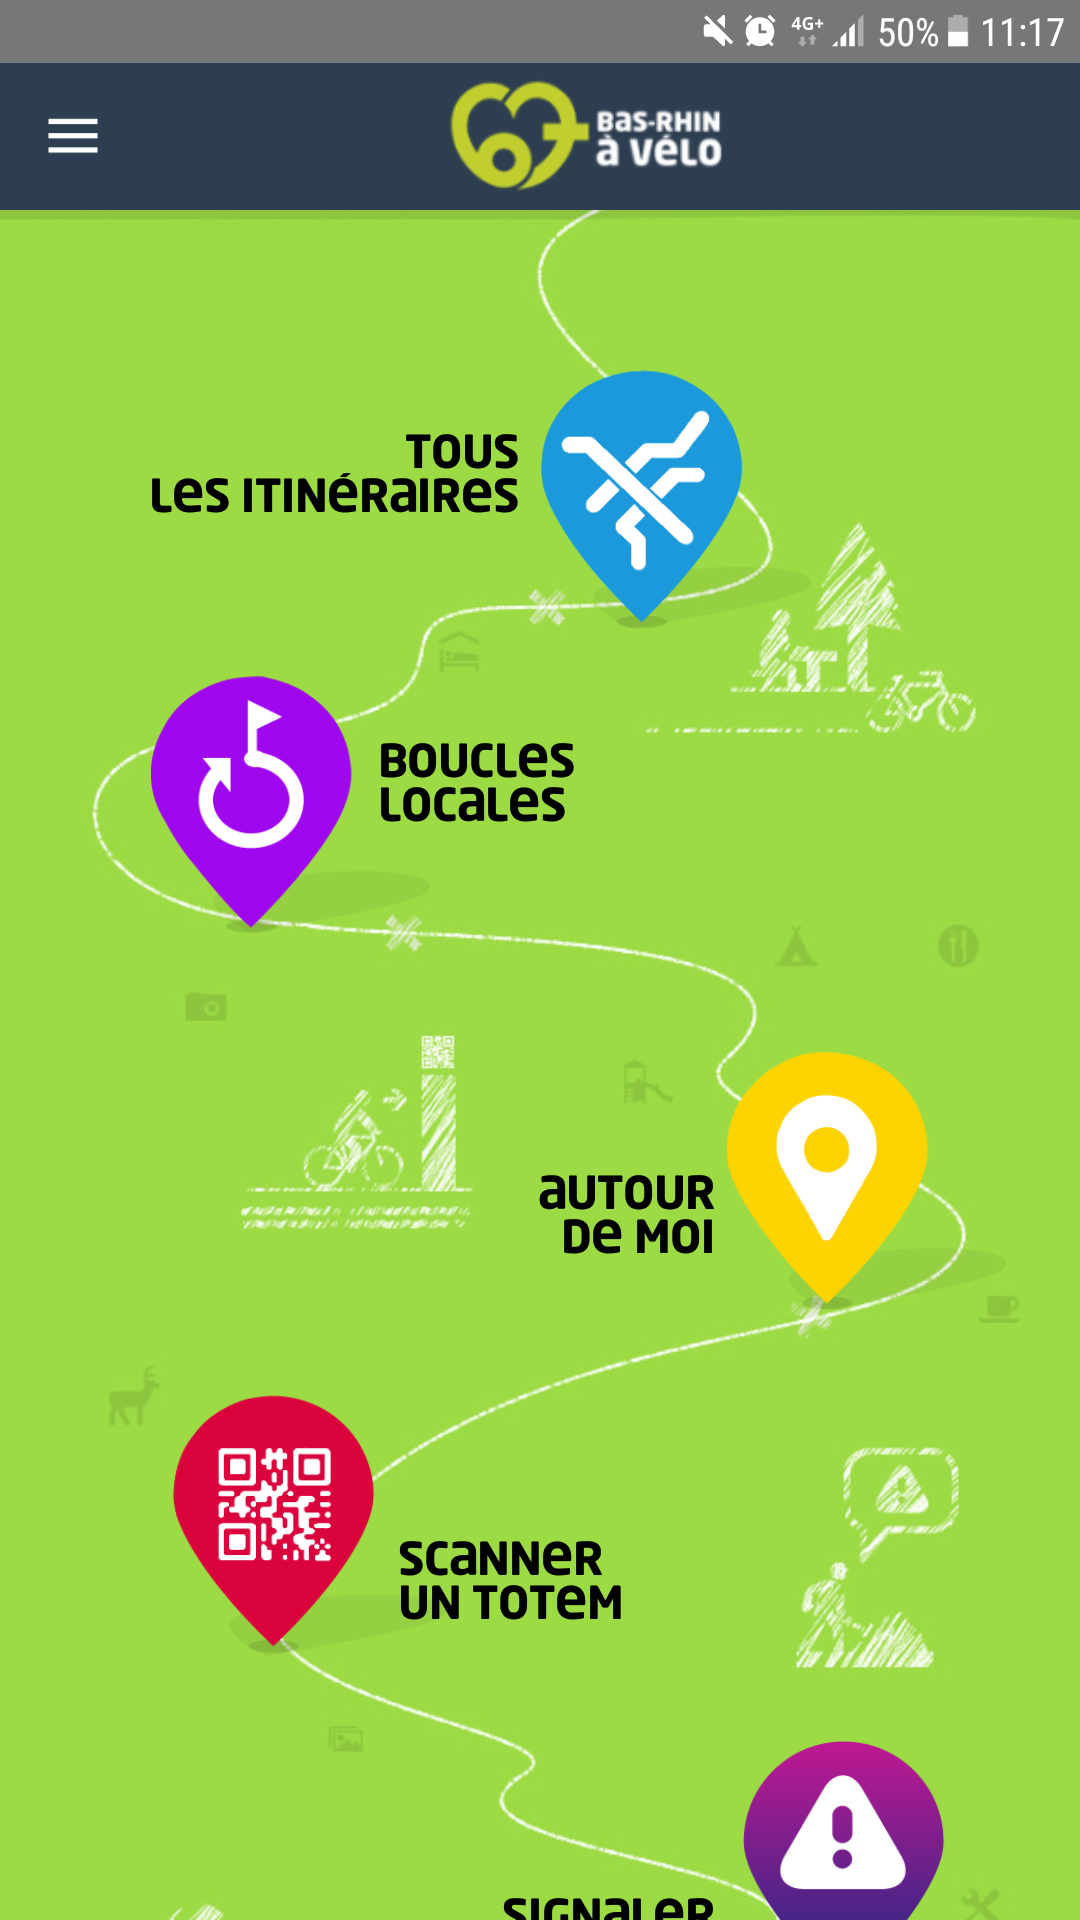 4G+ 50% 11:17
67
Bas-RHIN
à VéLO
TOUS
Les ITINÉRaIRes
BOUCLes
LOCaLes
aUTOUR
De MOI
SCaNNeR
UN TOTeM
SIGNaLeR